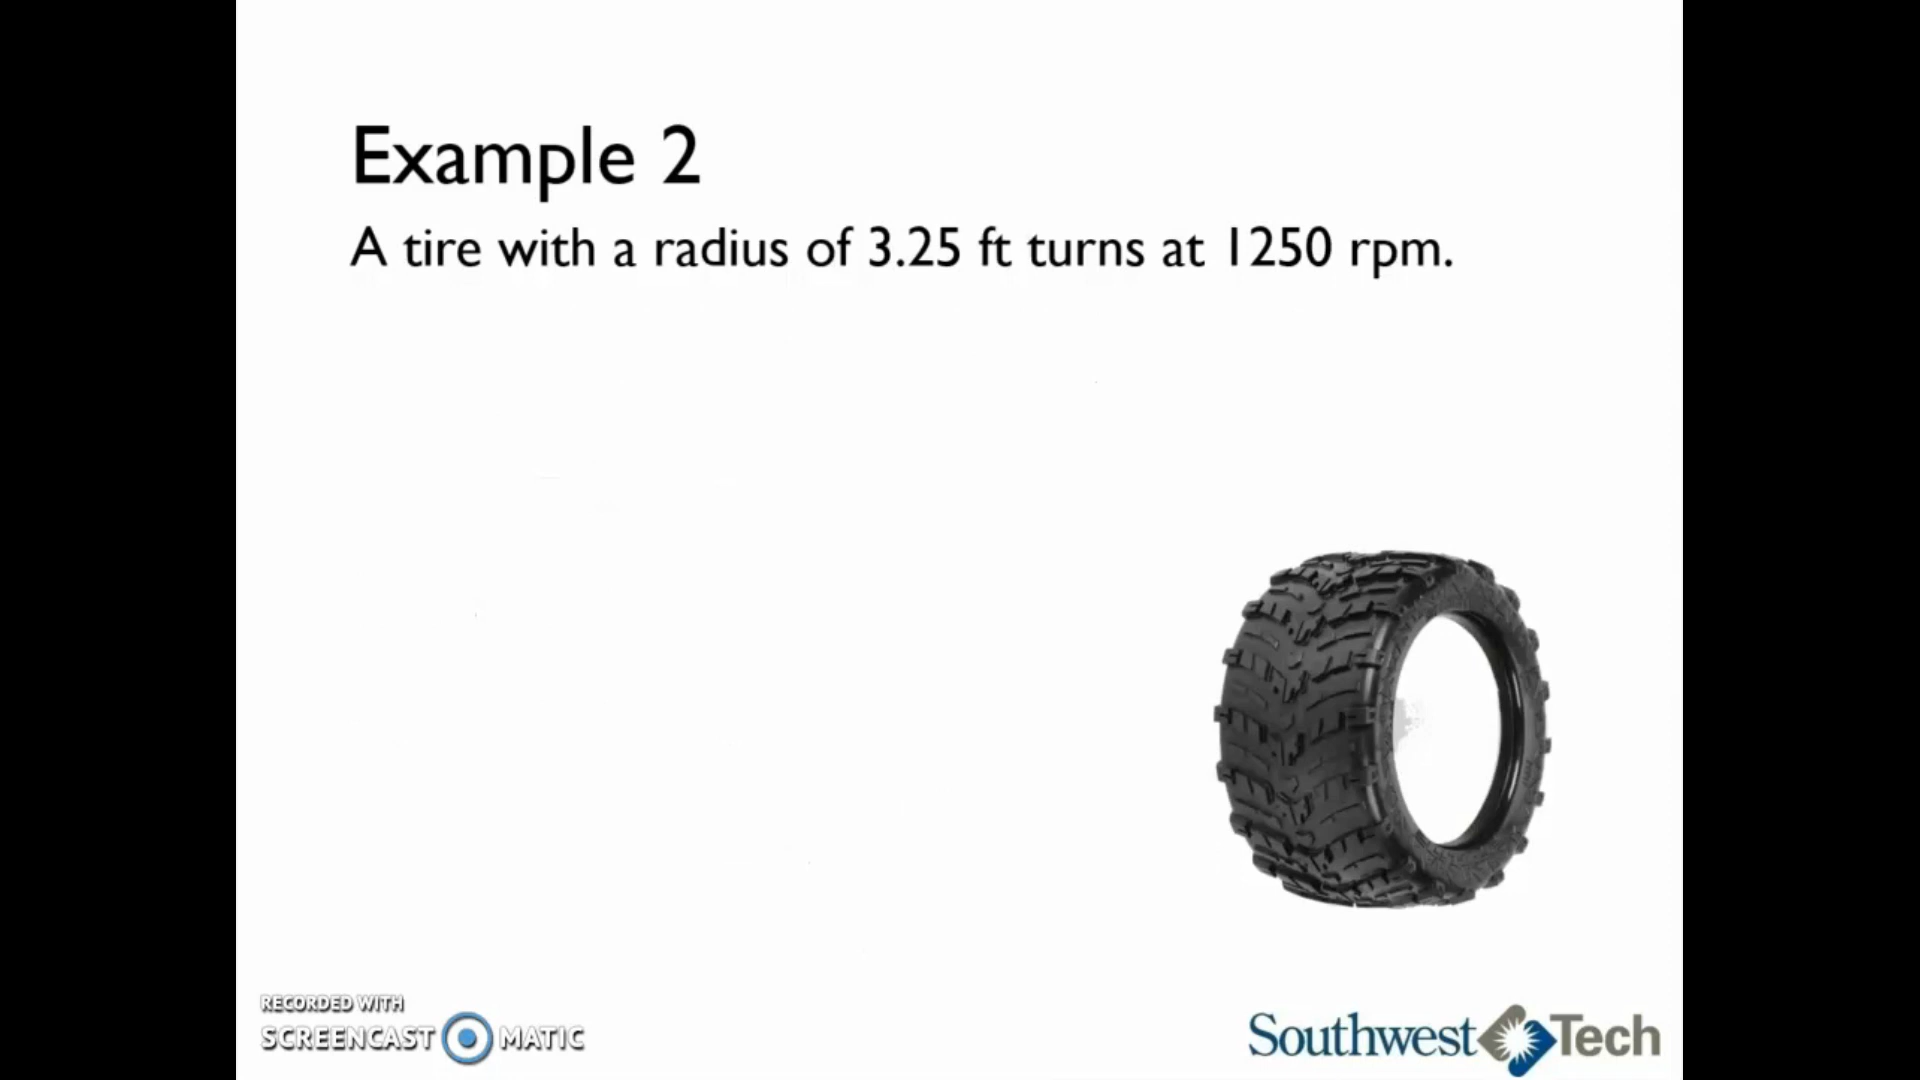 Example 2
A tire with a radius of 3.25 ft turns at 1250 rpm.
RECORDED WITH
SCREENCAST MATIC
Southwest Tech